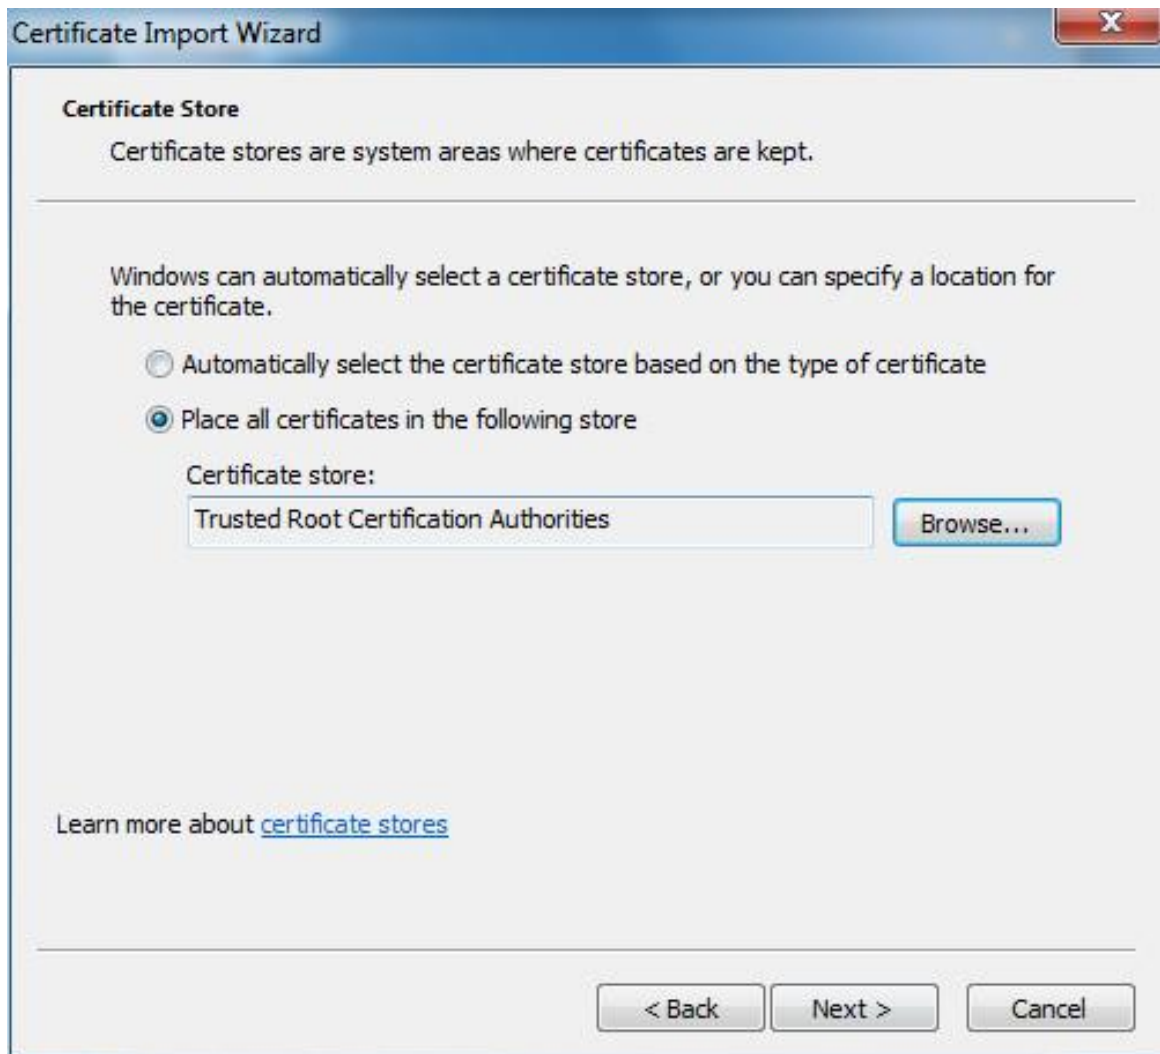 Certificate Import Wizard
Certificate Store
Certificate stores are system areas where certificates are kept.
Windows can automatically select a certificate store, or you can specify a location for
the certificate.
Automatically select the certificate store based on the type of certificate
Place all certificates in the following store
Certificate store:
Trusted Root Certification Authorities
Browse...
Learn more about certificate stores
< Back
Next >
Cancel